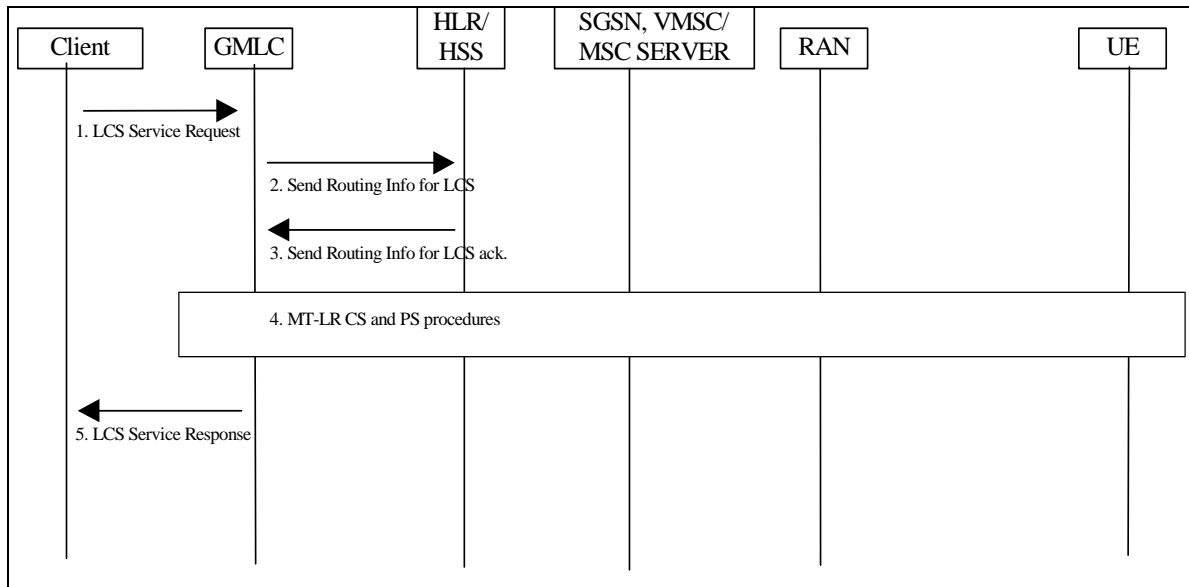 Client
GMLC
HLR/
HSS
SGSN, VMSC/
MSC SERVER
RAN
UE
1. LCS Service Request
2. Send Routing Info for LCS
3. Send Routing Info for LCS ack.
4. MT-LR CS and PS procedures
5. LCS Service Response